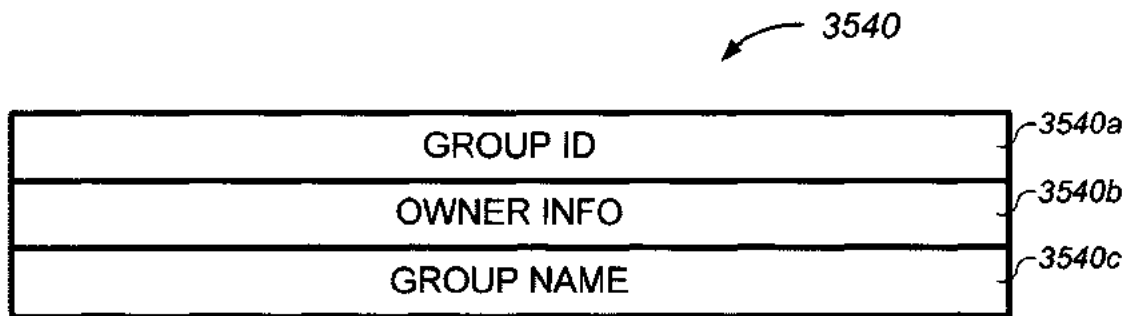 3540
GROUP ID
3540a
OWNER INFO
3540b
GROUP NAME
3540c